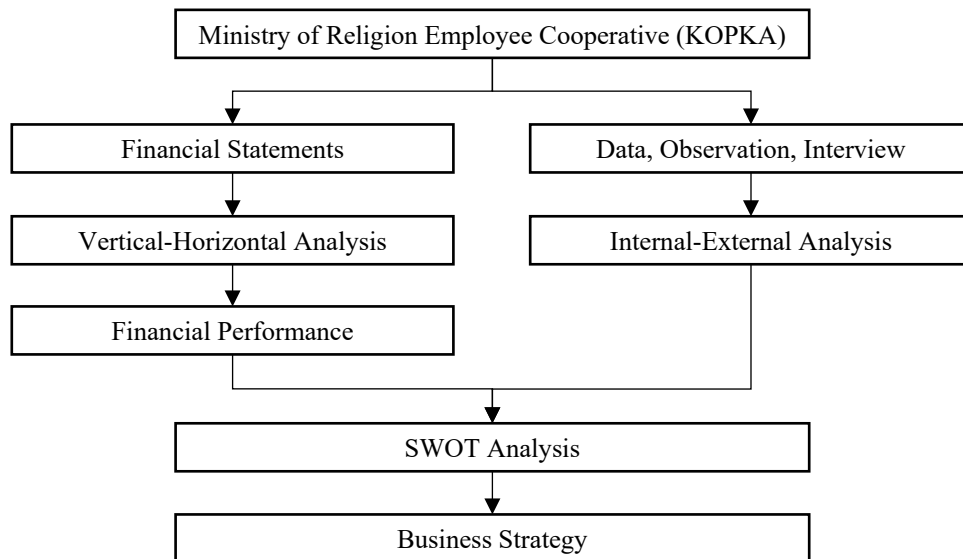 Ministry of Religion Employee Cooperative (KOPKA)
Financial Statements
Data, Observation, Interview
Vertical-Horizontal Analysis
Internal-External Analysis
Financial Performance
SWOT Analysis
Business Strategy